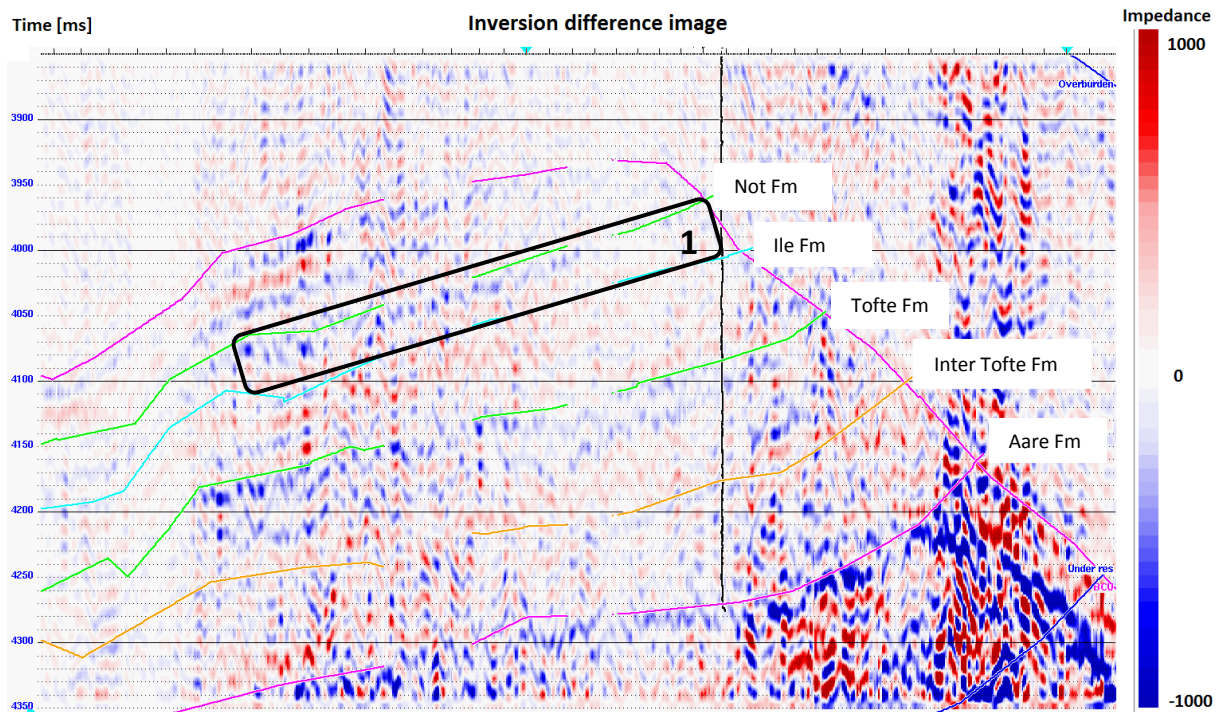 Time [ms]
Inversion difference image
Impedance
1000
Overburden
3900
3950
Not Fm
1
4000
Ile Fm
4050
Tofte Fm
Inter Tofte Fm
4100
0
Aare Fm
4150
4200
4250
Under res
BCU
4300
4350
-1000